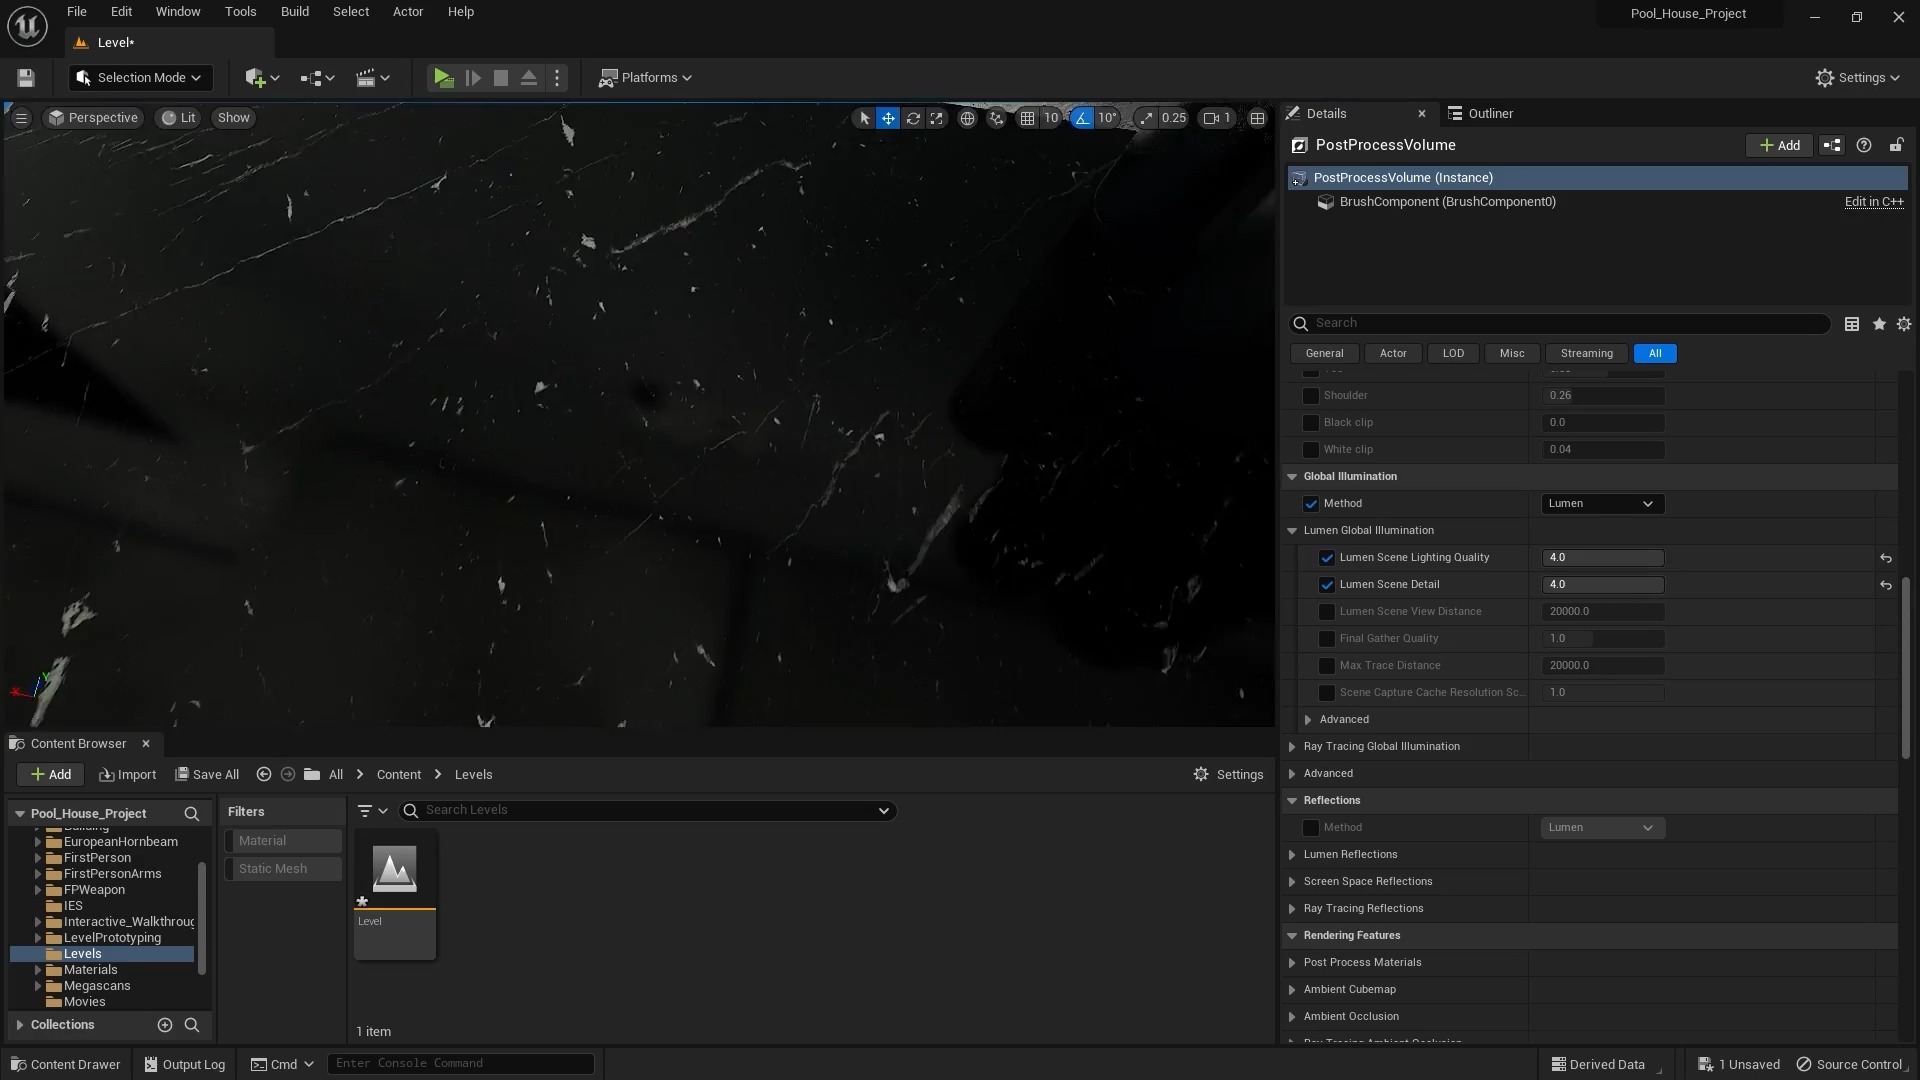 File Edit Window Tools Build Select Actor Help
Pool_House_Project
Level*
Selection Mode
Platforms
Settings
Perspective Lit Show
10 10° 0.25 1
Details
Outliner
PostProcessVolume
Add
PostProcessVolume (Instance)
BrushComponent (BrushComponent0)
Edit in C++
Search
General Actor LOD Misc Streaming All
Shoulder 0.26
Black clip 0.0
White clip 0.04
Global Illumination
Method Lumen
Lumen Global Illumination
Lumen Scene Lighting Quality 4.0
Lumen Scene Detail 4.0
Lumen Scene View Distance 20000.0
Final Gather Quality 1.0
Max Trace Distance 20000.0
Scene Capture Cache Resolution Sc... 1.0
Advanced
Ray Tracing Global Illumination
Advanced
Reflections
Method Lumen
Lumen Reflections
Screen Space Reflections
Ray Tracing Reflections
Rendering Features
Post Process Materials
Ambient Cubemap
Ambient Occlusion
X Y
Content Browser
Add Import Save All All Content Levels
Settings
Pool_House_Project
Building
EuropeanHornbeam
FirstPerson
FirstPersonArms
FPWeapon
IES
Interactive_Walkthroug
LevelPrototyping
Levels
Materials
Megascans
Movies
Collections
Filters
Material
Static Mesh
Search Levels
Level
1 item
Content Drawer
Output Log
Cmd
Enter Console Command
Derived Data
1 Unsaved
Source Control